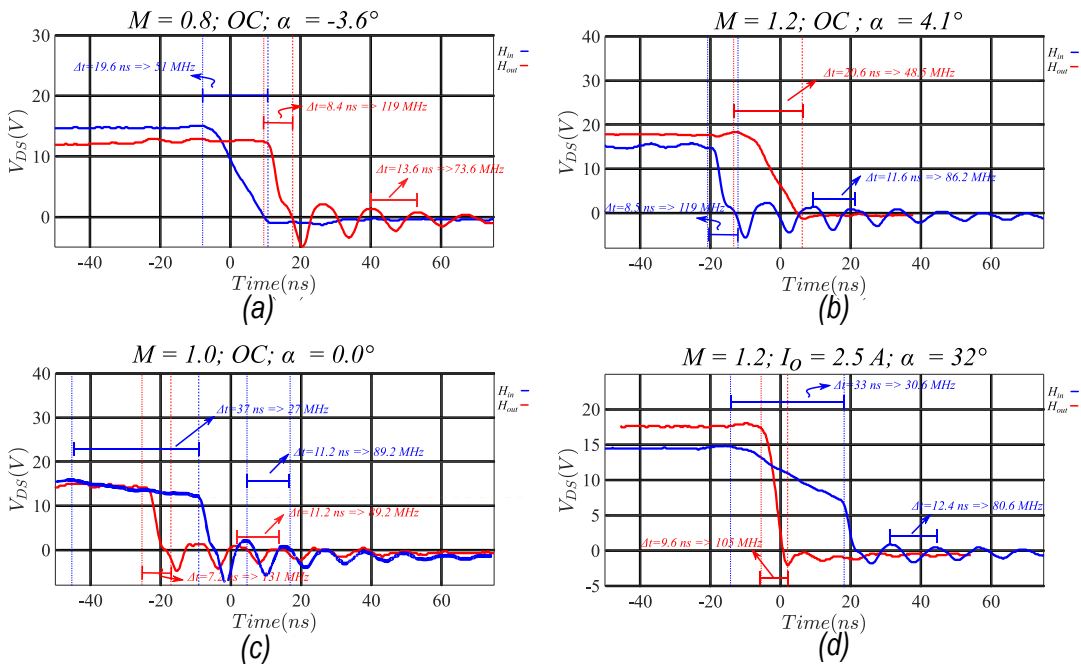 M = 0.8; OC; α = -3.6°
30
20
10
0
V_DS(V)
H_in
H_out
Δt=19.6 ns => 51 MHz
Δt=8.4 ns => 119 MHz
Δt=13.6 ns =>73.6 MHz
-40 -20 0 20 40 60
Time(ns)
(a)
M = 1.2; OC ; α = 4.1°
50
40
30
20
10
0
V_DS(V)
H_in
H_out
Δt=20.6 ns => 48.5 MHz
Δt=11.6 ns => 86.2 MHz
Δt=8.5 ns => 119 MHz
-40 -20 0 20 40 60
Time(ns)
(b)
M = 1.0; OC; α = 0.0°
40
30
20
10
0
V_DS(V)
H_in
H_out
Δt=37 ns => 27 MHz
Δt=11.2 ns => 89.2 MHz
Δt=11.2 ns => 89.2 MHz
Δt=7.2 ns => 131 MHz
-40 -20 0 20 40 60
Time(ns)
(c)
M = 1.2; I_O = 2.5 A; α = 32°
20
15
10
5
0
-5
V_DS(V)
H_in
H_out
Δt=33 ns => 30.6 MHz
Δt=12.4 ns => 80.6 MHz
Δt=9.6 ns => 105 MHz
-40 -20 0 20 40 60
Time(ns)
(d)